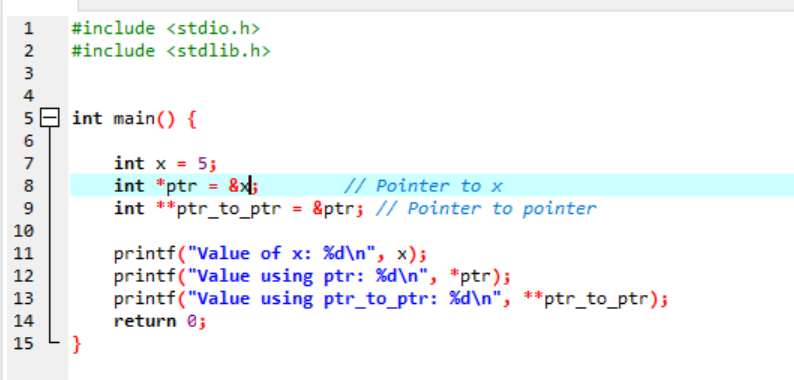 1 #include <stdio.h>
2 #include <stdlib.h>
3
4
5 int main() {
6
7 int x = 5;
8 int *ptr = &x; // Pointer to x
9 int **ptr_to_ptr = &ptr; // Pointer to pointer
10
11 printf("Value of x: %d\n", x);
12 printf("Value using ptr: %d\n", *ptr);
13 printf("Value using ptr_to_ptr: %d\n", **ptr_to_ptr);
14 return 0;
15 }